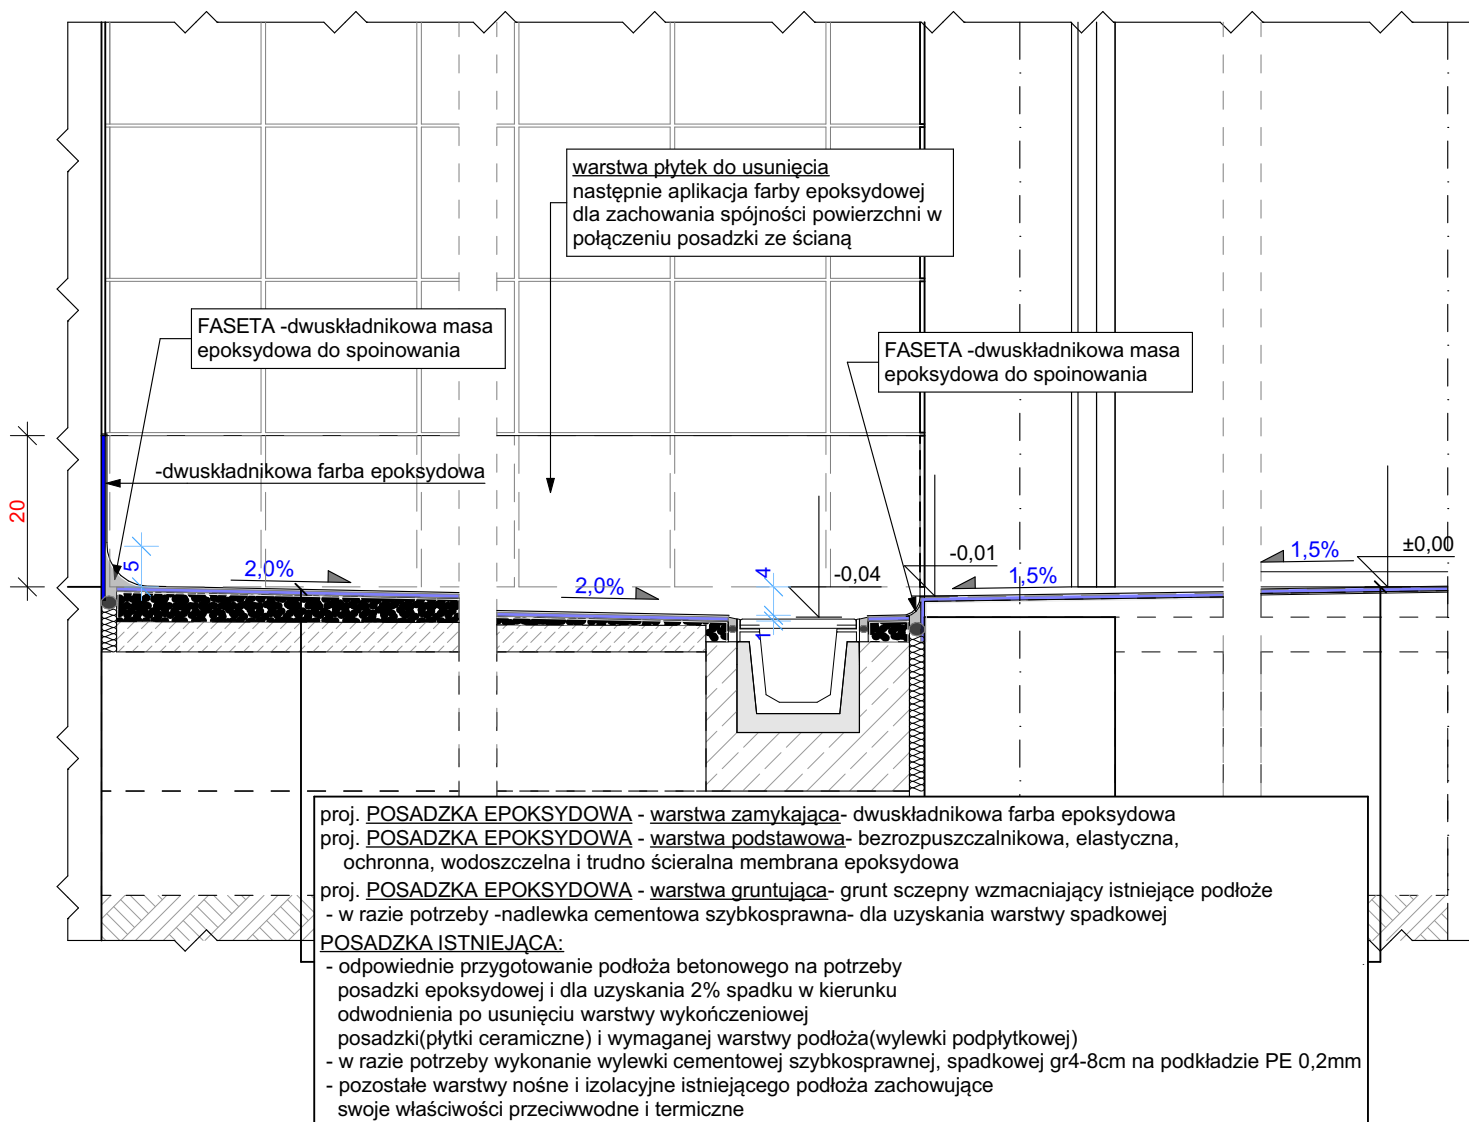 warstwa płytek do usunięcia
następnie aplikacja farby epoksydowej
dla zachowania spójności powierzchni w
połączeniu posadzki ze ścianą
FASETA -dwuskładnikowa masa
epoksydowa do spoinowania
FASETA -dwuskładnikowa masa
epoksydowa do spoinowania
-dwuskładnikowa farba epoksydowa
20
5
2,0%
2,0%
4
1
-0,04
-0,01
1,5%
1,5%
±0,00
proj. POSADZKA EPOKSYDOWA - warstwa zamykająca- dwuskładnikowa farba epoksydowa
proj. POSADZKA EPOKSYDOWA - warstwa podstawowa- bezrozpuszczalnikowa, elastyczna,
ochronna, wodoszczelna i trudno ścieralna membrana epoksydowa
proj. POSADZKA EPOKSYDOWA - warstwa gruntująca- grunt sczepny wzmacniający istniejące podłoże
- w razie potrzeby -nadlewka cementowa szybkosprawna- dla uzyskania warstwy spadkowej
POSADZKA ISTNIEJĄCA:
- odpowiednie przygotowanie podłoża betonowego na potrzeby
posadzki epoksydowej i dla uzyskania 2% spadku w kierunku
odwodnienia po usunięciu warstwy wykończeniowej
posadzki(płytki ceramiczne) i wymaganej warstwy podłoża(wylewki podpłytkowej)
- w razie potrzeby wykonanie wylewki cementowej szybkosprawnej, spadkowej gr4-8cm na podkładzie PE 0,2mm
- pozostałe warstwy nośne i izolacyjne istniejącego podłoża zachowujące
swoje właściwości przeciwwodne i termiczne